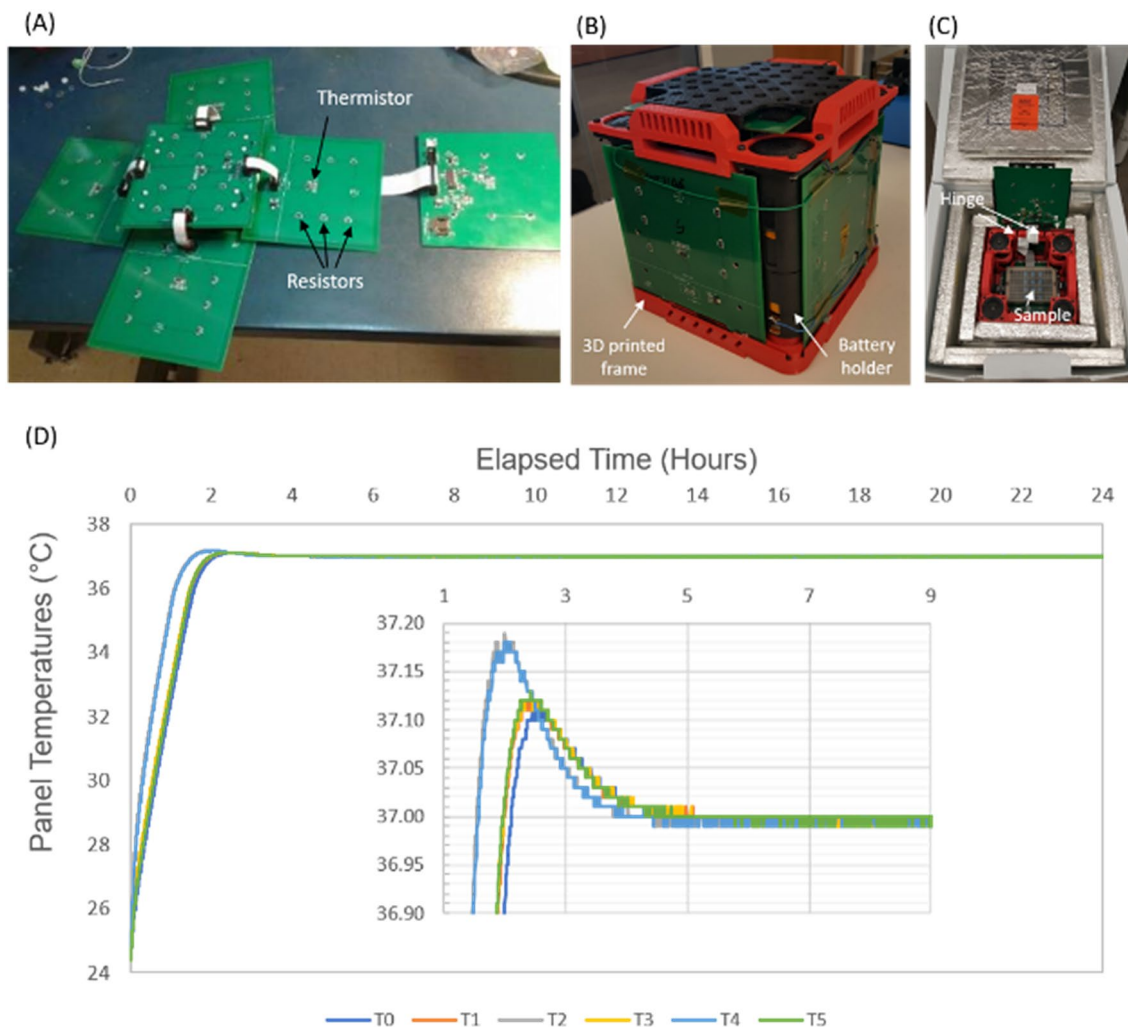 (A)
Thermistor
Resistors
(B)
3D printed
frame
Battery
holder
(C)
Hinge
Sample
(D)
Elapsed Time (Hours)
0 2 4 6 8 10 12 14 16 18 20 22 24
Panel Temperatures (°C)
38
36
34
32
30
28
26
24
1 3 5 7 9
37.20
37.15
37.10
37.05
37.00
36.95
36.90
T0 T1 T2 T3 T4 T5